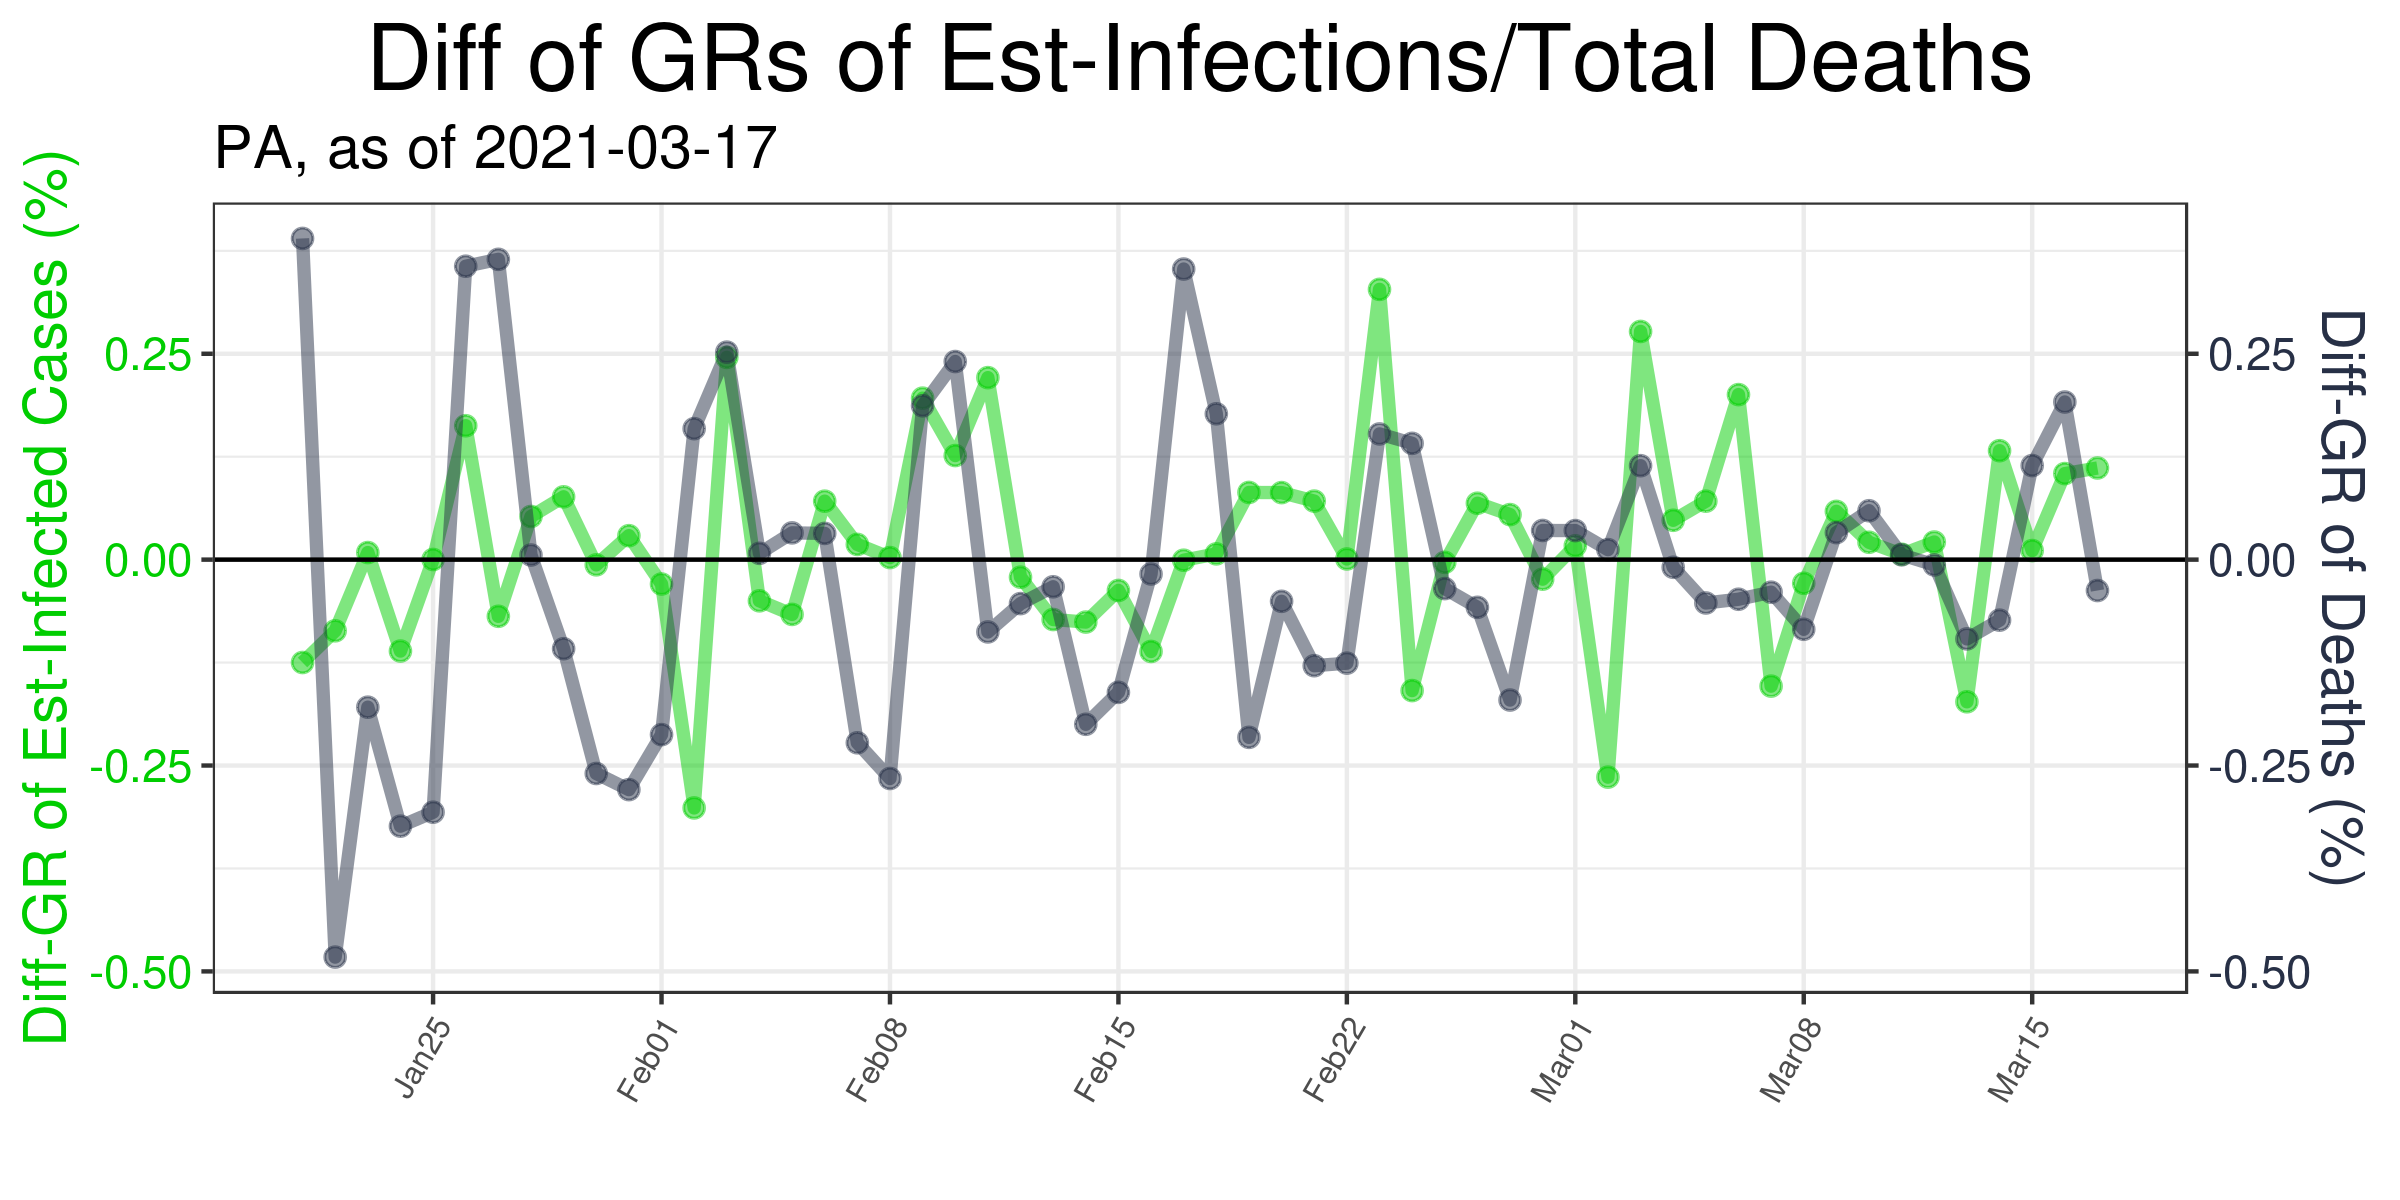 Diff of GRs of Est-Infections/Total Deaths
PA, as of 2021-03-17
Diff-GR of Est-Infected Cases (%)
0.25
0.00
-0.25
-0.50
0.25
0.00
-0.25
-0.50
Diff-GR of Deaths (%)
Jan25
Feb01
Feb08
Feb15
Feb22
Mar01
Mar08
Mar15